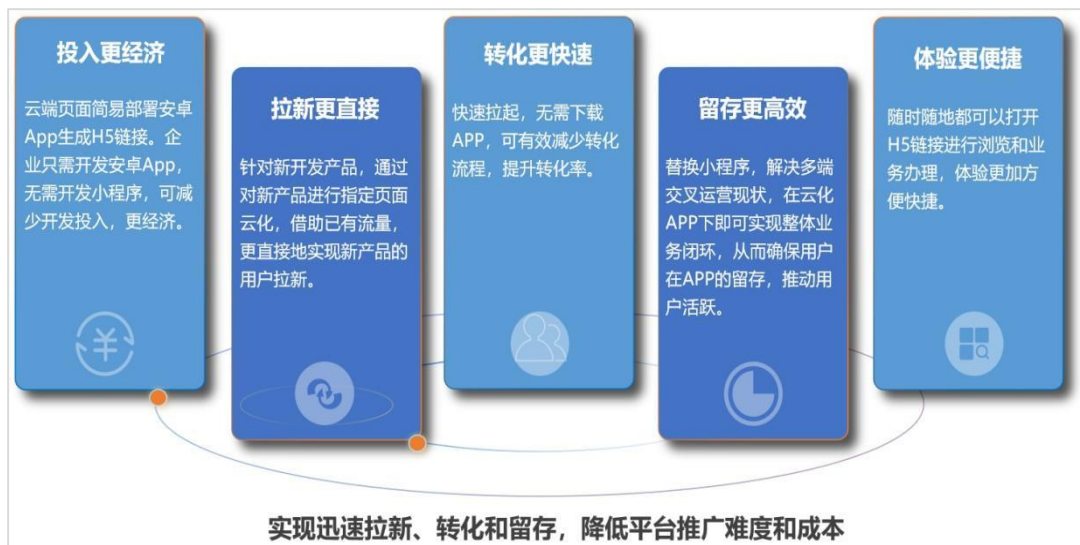 投入更经济
云端页面简易部署安卓
App生成H5链接。企
业只需开发安卓App，
无需开发小程序，可减
少开发投入，更经济。
拉新更直接
针对新开发产品，通过
对新产品进行指定页面
云化，借助已有流量，
更直接地实现新产品的
用户拉新。
转化更快速
快速拉起，无需下载
APP，可有效减少转化
流程，提升转化率。
留存更高效
替换小程序，解决多端
交叉运营现状，在云化
APP下即可实现整体业
务闭环，从而确保用户
在APP的留存，推动用
户活跃。
体验更便捷
随时随地都可以打开
H5链接进行浏览和业
务办理，体验更加方
便快捷。
实现迅速拉新、转化和留存，降低平台推广难度和成本